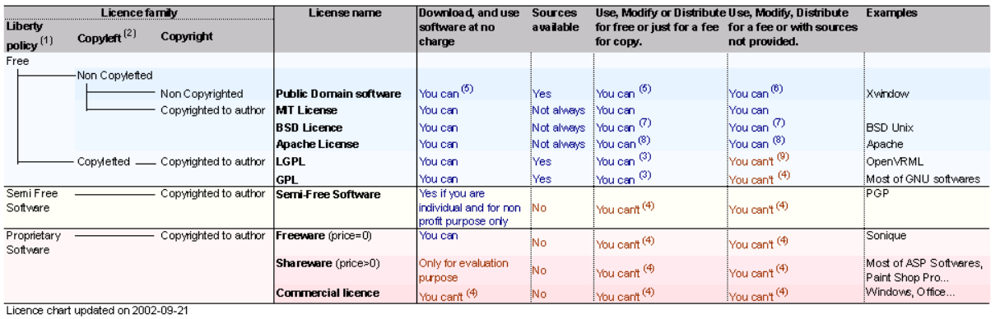 Licence family License name Download, and use Sources Use, Modify or Distribute Use, Modify, Distribute Examples
Liberty software at no available for free or just for a fee for a fee or with sources
policy (1) Copyleft (2) Copyright charge for copy. not provided.
Free
Non Copylefted
Non Copyrighted Public Domain software You can (5) Yes You can (5) You can (6) Xwindow
Copyrighted to author MIT License You can Not always You can You can
BSD Licence You can Not always You can (7) You can (7) BSD Unix
Apache License You can Not always You can (8) You can (8) Apache
Copylefted Copyrighted to author LGPL You can Yes You can (3) You can't (9) OpenVRML
GPL You can Yes You can (3) You can't (4) Most of GNU softwares
Semi Free Copyrighted to author Semi-Free Software Yes if you are PGP
Software individual and for non No You can't (4) You can't (4)
profit purpose only
Proprietary Copyrighted to author Freeware (price=0) You can No You can't (4) You can't (4) Sonique
Software
Shareware (price>0) Only for evaluation No You can't (4) You can't (4) Most of ASP Softwares,
purpose Paint Shop Pro...
Commercial licence You can't (4) No You can't (4) You can't (4) Windows, Office...
Licence chart updated on 2002-09-21